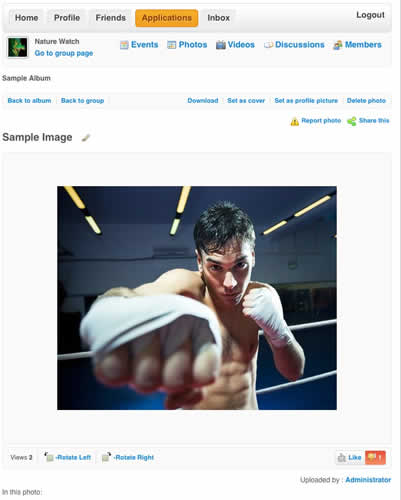 Home Profile Friends Applications Inbox Logout
Nature Watch
Go to group page
Events Photos Videos Discussions Members
Sample Album
Back to album Back to group Download Set as cover Set as profile picture Delete photo
Report photo Share this
Sample Image
Views 2 -Rotate Left -Rotate Right Like 1
Uploaded by : Administrator
In this photo: